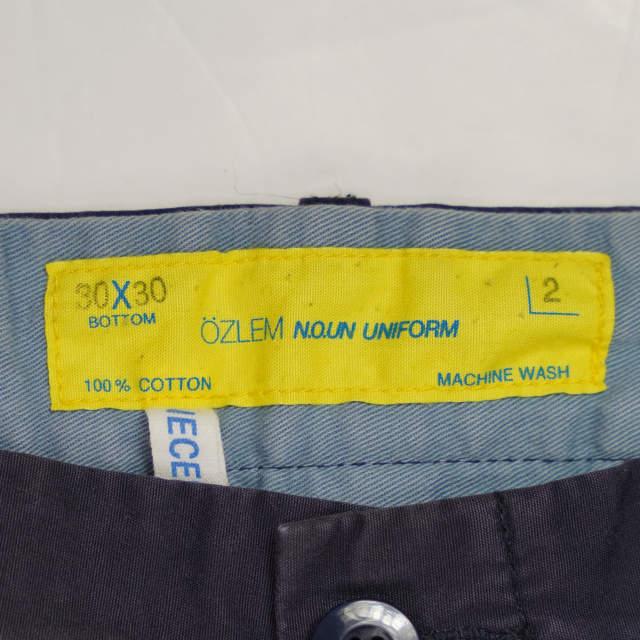 30X30
BOTTOM
2
ÖZLEM N.O.UN UNIFORM
100% COTTON
MACHINE WASH
IECE